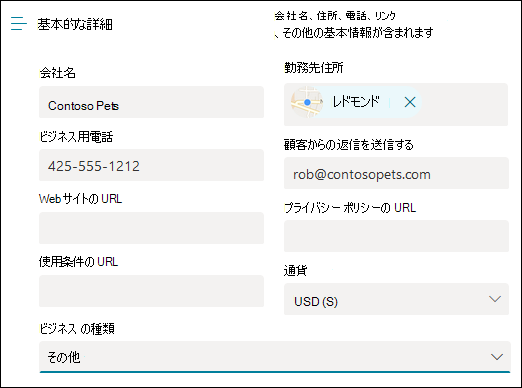 基本的な詳細
会社名、住所、電話、リンク
、その他の基本情報が含まれます
会社名
Contoso Pets
勤務先住所
レドモンド
ビジネス用電話
425-555-1212
顧客からの返信を送信する
rob@contosopets.com
Webサイトの URL
プライバシー ポリシーの URL
使用条件の URL
通貨
USD (S)
ビジネス の種類
その他